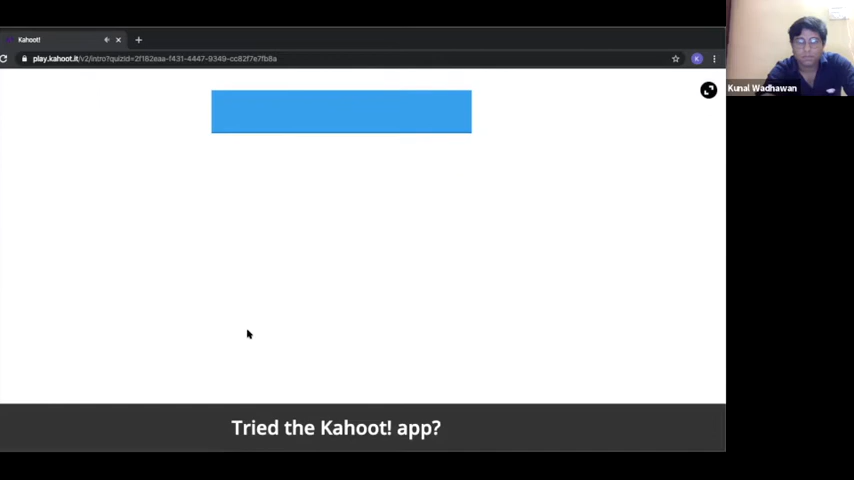 Kahoot!
play.kahoot.it/v2/intro?quizId=2f182eaa-f431-4447-9349-cc82f7e7fb8a
K
Kunal Wadhawan
Tried the Kahoot! app?